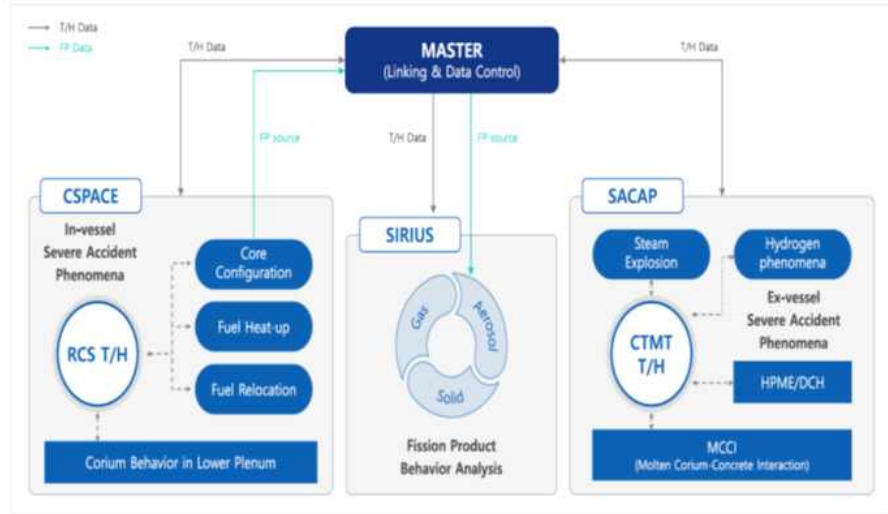 T/H Data
FP Data
T/H Data
MASTER
(Linking & Data Control)
T/H Data
FP source
T/H Data
FP source
CSPACE
In-vessel
Severe Accident
Phenomena
Core
Configuration
Fuel Heat-up
RCS T/H
Fuel Relocation
Corium Behavior in Lower Plenum
SIRIUS
Gas
Aerosol
Solid
Fission Product
Behavior Analysis
SACAP
Steam
Explosion
Hydrogen
phenomena
Ex-vessel
Severe Accident
Phenomena
CTMT
T/H
HPME/DCH
MCCI
(Molten Corium-Concrete Interaction)